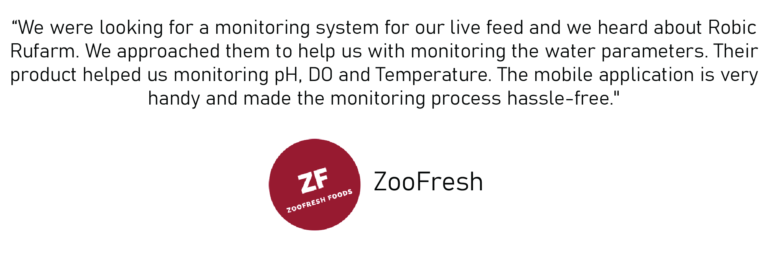 “We were looking for a monitoring system for our live feed and we heard about Robic
Rufarm. We approached them to help us with monitoring the water parameters. Their
product helped us monitoring pH, DO and Temperature. The mobile application is very
handy and made the monitoring process hassle-free."
ZF
ZOOFRESH FOODS
ZooFresh